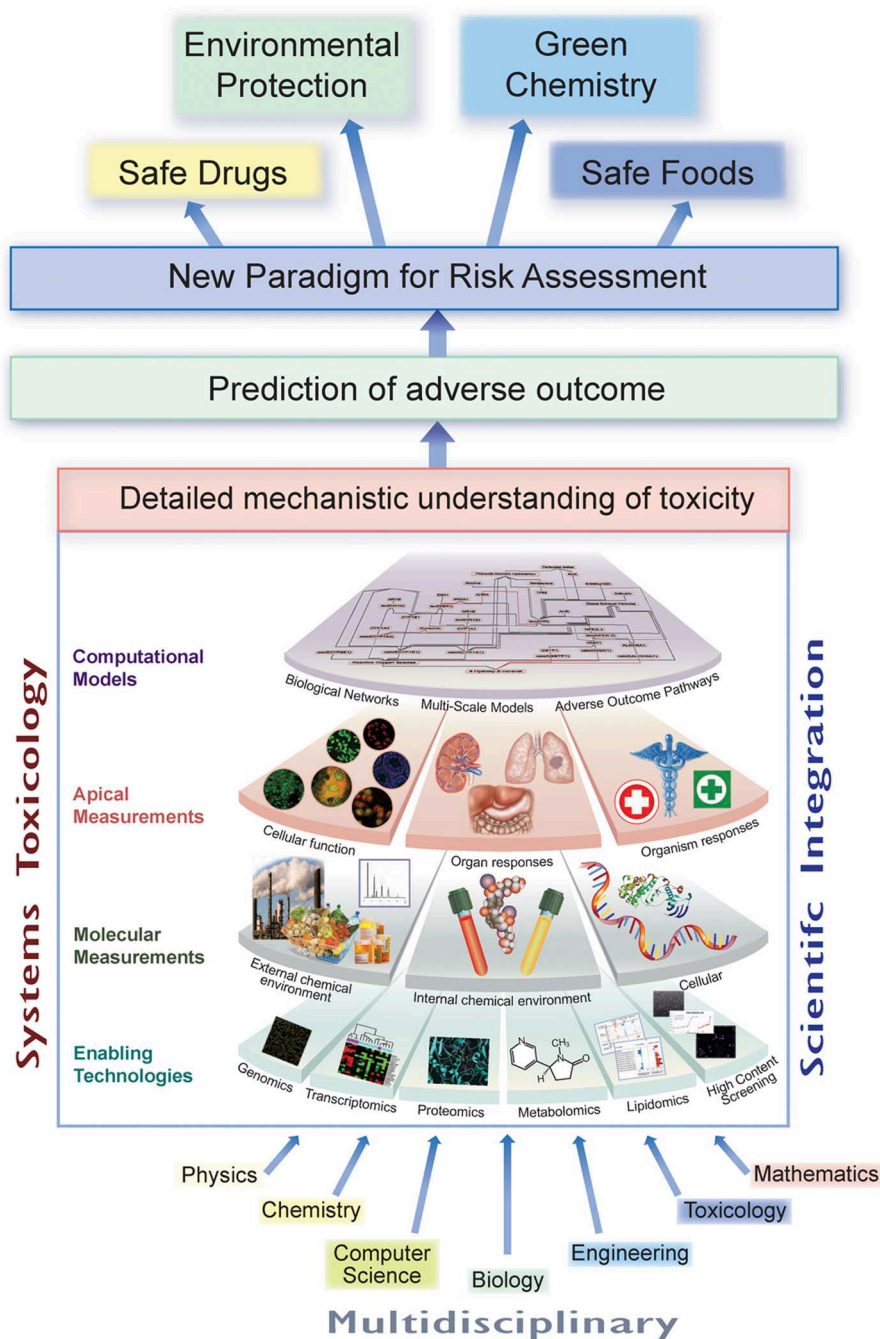 Environmental
Protection
Green
Chemistry
Safe Drugs
Safe Foods
New Paradigm for Risk Assessment
Prediction of adverse outcome
Detailed mechanistic understanding of toxicity
Systems Toxicology
Scientifc Integration
Computational
Models
Biological Networks
Multi-Scale Models
Adverse Outcome Pathways
Apical
Measurements
Cellular function
Organ responses
Organism responses
Molecular
Measurements
External chemical
environment
Internal chemical environment
Cellular
Enabling
Technologies
Genomics
Transcriptomics
Proteomics
CH₃
N
N
O
H
Metabolomics
Lipidomics
High Content
Screening
Physics
Chemistry
Computer
Science
Biology
Engineering
Toxicology
Mathematics
Multidisciplinary